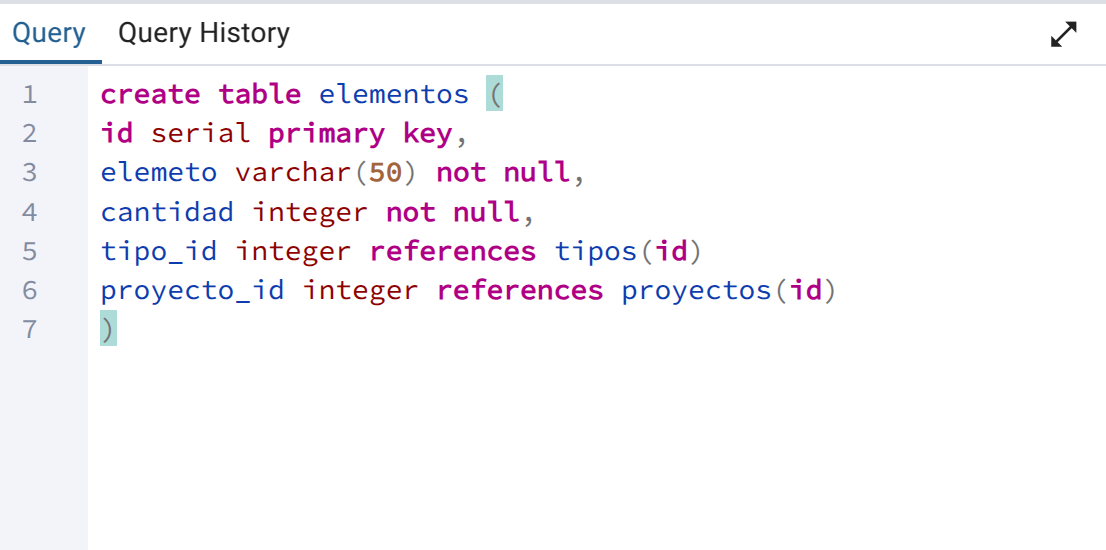 Query Query History
1 create table elementos (
2 id serial primary key,
3 elemeto varchar(50) not null,
4 cantidad integer not null,
5 tipo_id integer references tipos(id)
6 proyecto_id integer references proyectos(id)
7 )